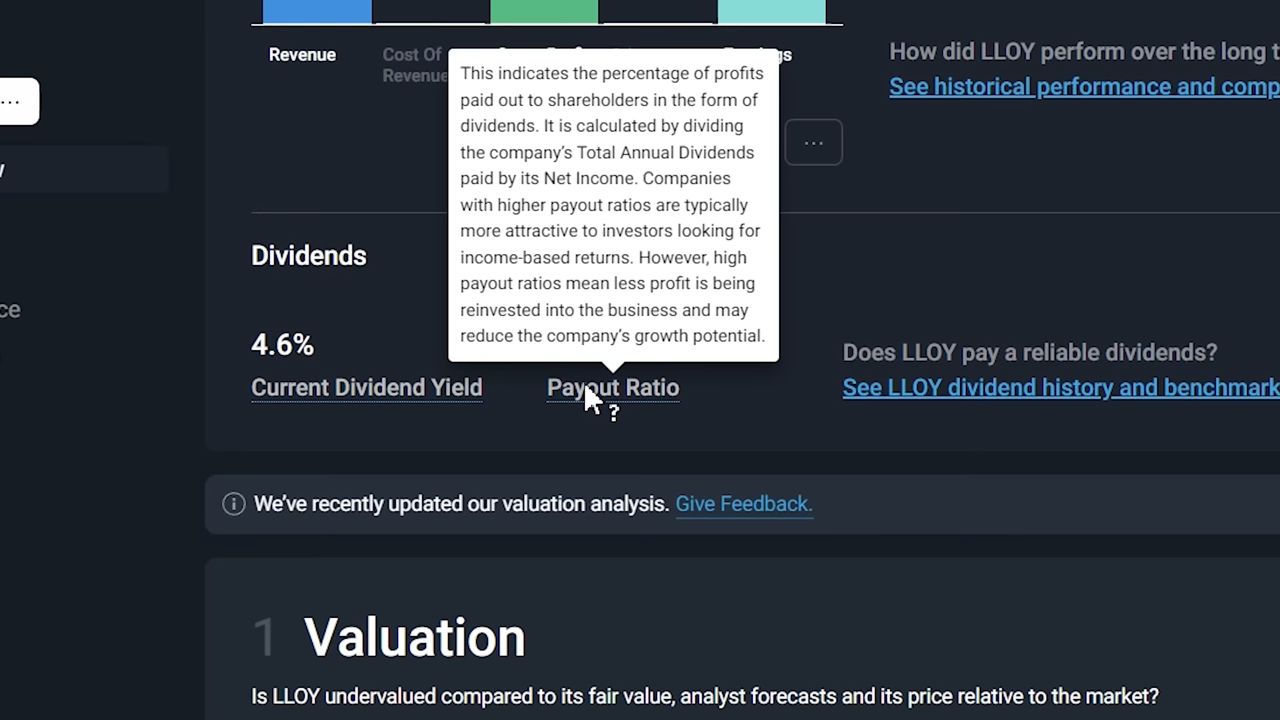 Revenue
Cost Of
Revenue
How did LLOY perform over the long
See historical performance and
This indicates the percentage of profits
paid out to shareholders in the form of
dividends. It is calculated by dividing
the company's Total Annual Dividends
paid by its Net Income. Companies
with higher payout ratios are typically
more attractive to investors looking for
income-based returns. However, high
payout ratios mean less profit is being
reinvested into the business and may
reduce the company's growth potential.
...
...
Dividends
4.6%
Current Dividend Yield
Payout Ratio
?
Does LLOY pay a reliable dividends?
See LLOY dividend history and benchmark
We've recently updated our valuation analysis. Give Feedback.
1 Valuation
Is LLOY undervalued compared to its fair value, analyst forecasts and its price relative to the market?